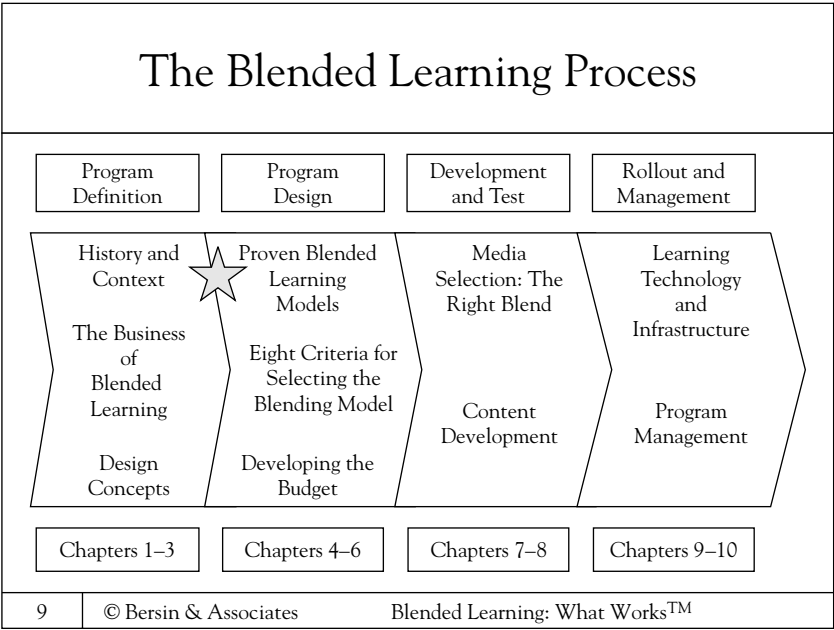 The Blended Learning Process
Program
Definition
Program
Design
Development
and Test
Rollout and
Management
History and
Context
The Business
of
Blended
Learning
Design
Concepts
Proven Blended
Learning
Models
Eight Criteria for
Selecting the
Blending Model
Developing the
Budget
Media
Selection: The
Right Blend
Content
Development
Learning
Technology
and
Infrastructure
Program
Management
Chapters 1–3
Chapters 4–6
Chapters 7–8
Chapters 9–10
9
© Bersin & Associates
Blended Learning: What Works™